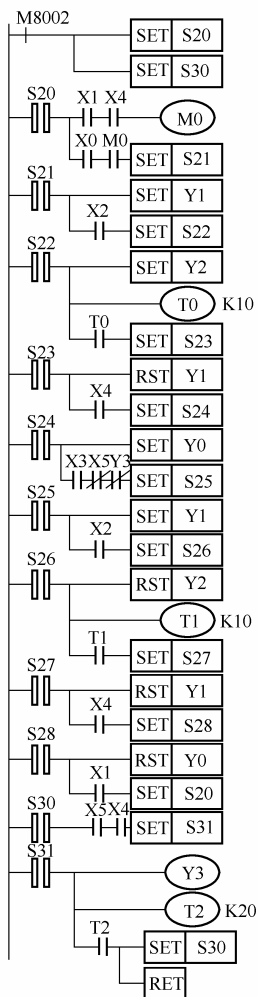 M8002
SET S20
SET S30
S20
X1 X4
M0
X0 M0
SET S21
S21
SET Y1
X2
SET S22
S22
SET Y2
T0 K10
T0
SET S23
S23
RST Y1
X4
SET S24
S24
SET Y0
X3 X5 Y3
SET S25
S25
SET Y1
X2
SET S26
S26
RST Y2
T1 K10
T1
SET S27
S27
RST Y1
X4
SET S28
S28
RST Y0
X1
SET S20
S30
X5 X4
SET S31
S31
Y3
T2 K20
T2
SET S30
RET